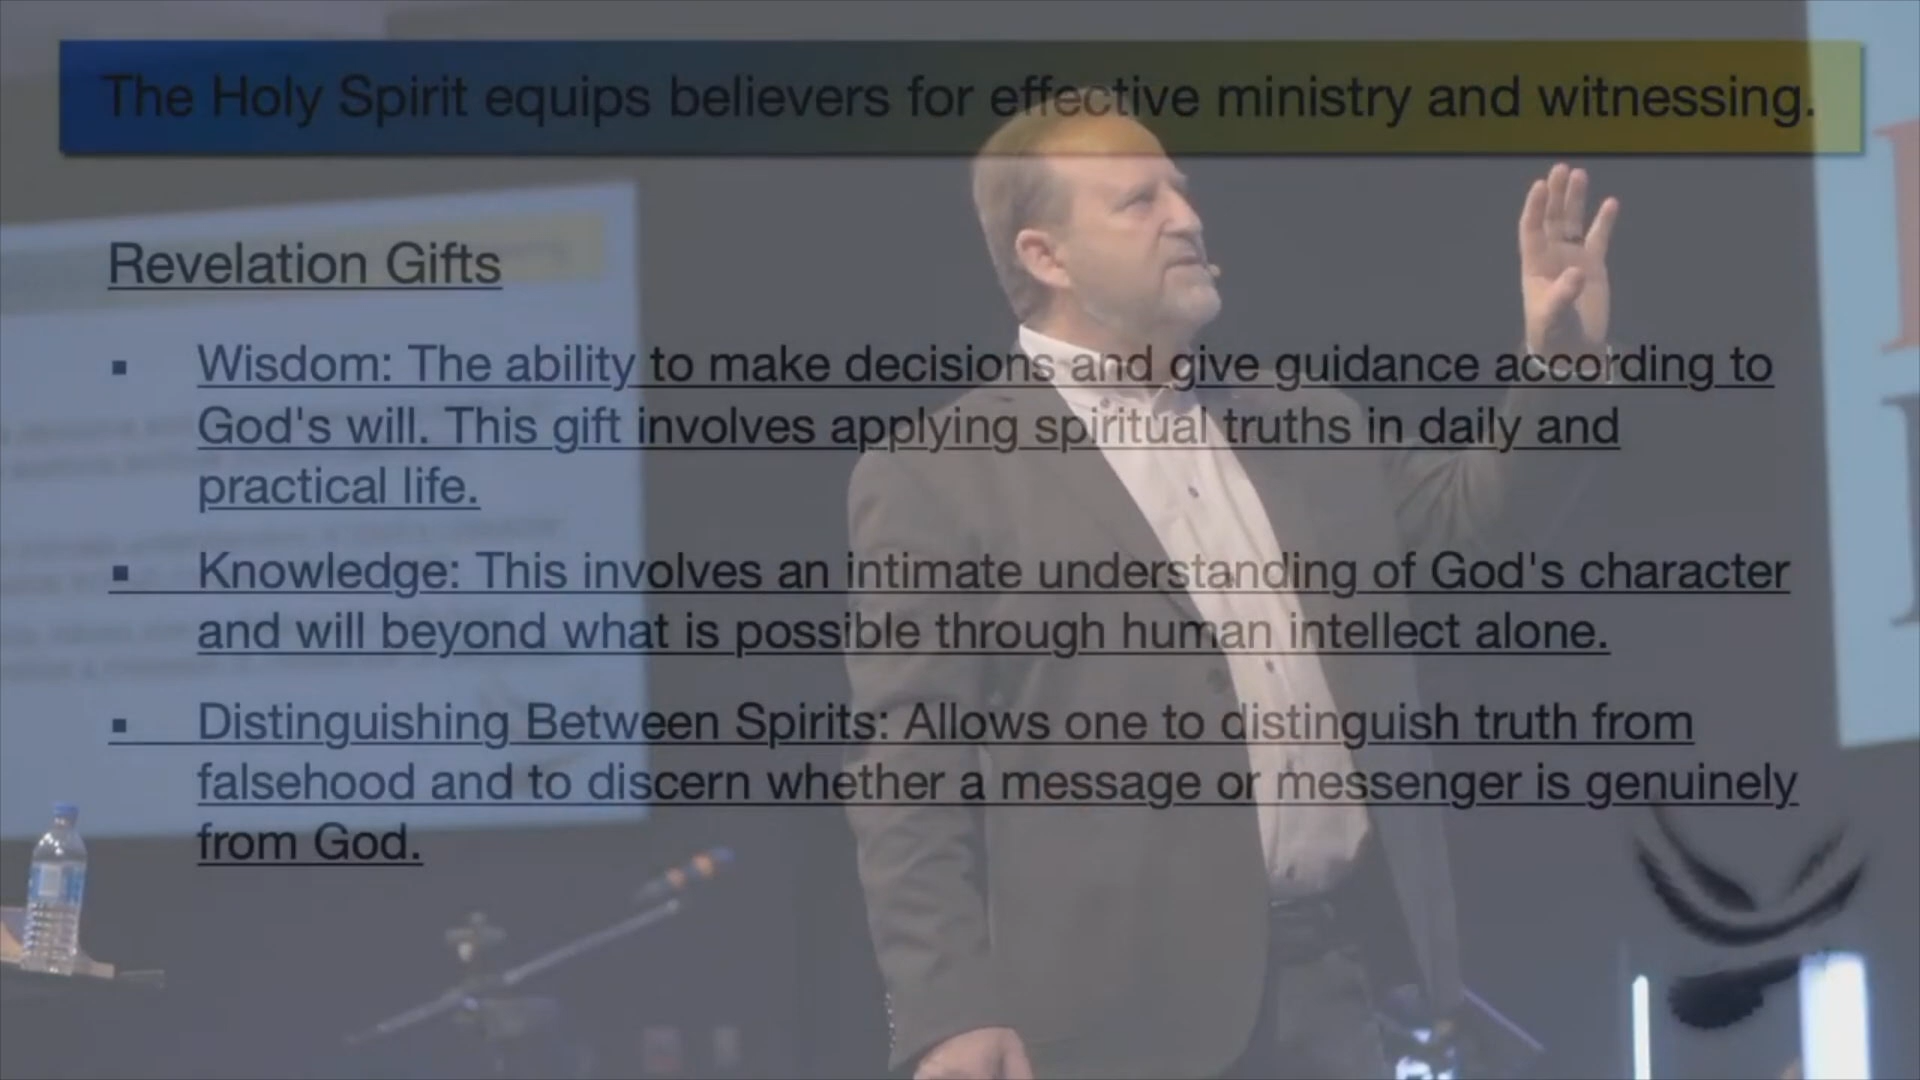 The Holy Spirit equips believers for effective ministry and witnessing.
Revelation Gifts
▪ Wisdom: The ability to make decisions and give guidance according to
God's will. This gift involves applying spiritual truths in daily and
practical life.
▪ Knowledge: This involves an intimate understanding of God's character
and will beyond what is possible through human intellect alone.
▪ Distinguishing Between Spirits: Allows one to distinguish truth from
falsehood and to discern whether a message or messenger is genuinely
from God.